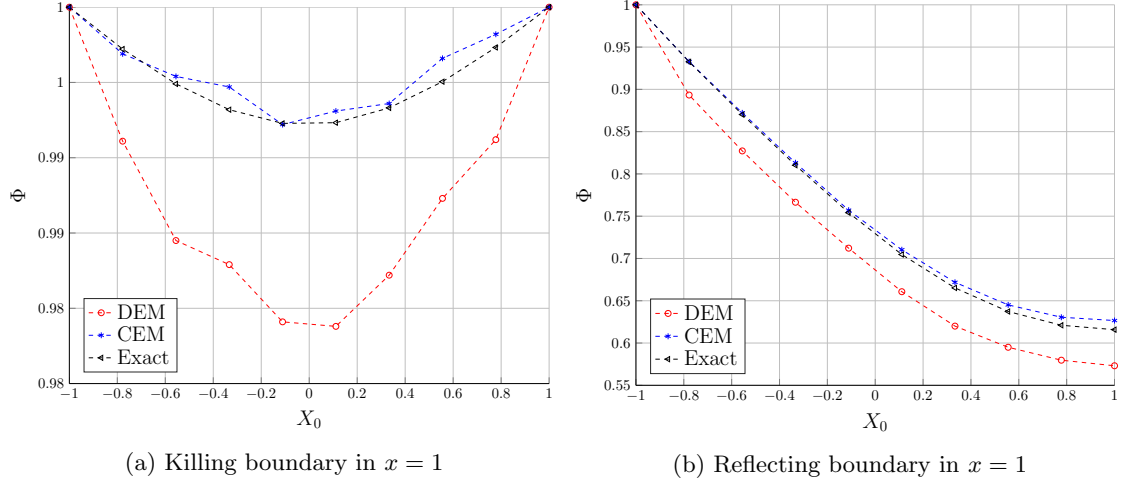 1
1
0.99
0.99
0.98
0.98
Φ
−1 −0.8 −0.6 −0.4 −0.2 0 0.2 0.4 0.6 0.8 1
X₀
DEM
CEM
Exact
(a) Killing boundary in x = 1
1
0.95
0.9
0.85
0.8
0.75
0.7
0.65
0.6
0.55
Φ
−1 −0.8 −0.6 −0.4 −0.2 0 0.2 0.4 0.6 0.8 1
X₀
DEM
CEM
Exact
(b) Reflecting boundary in x = 1